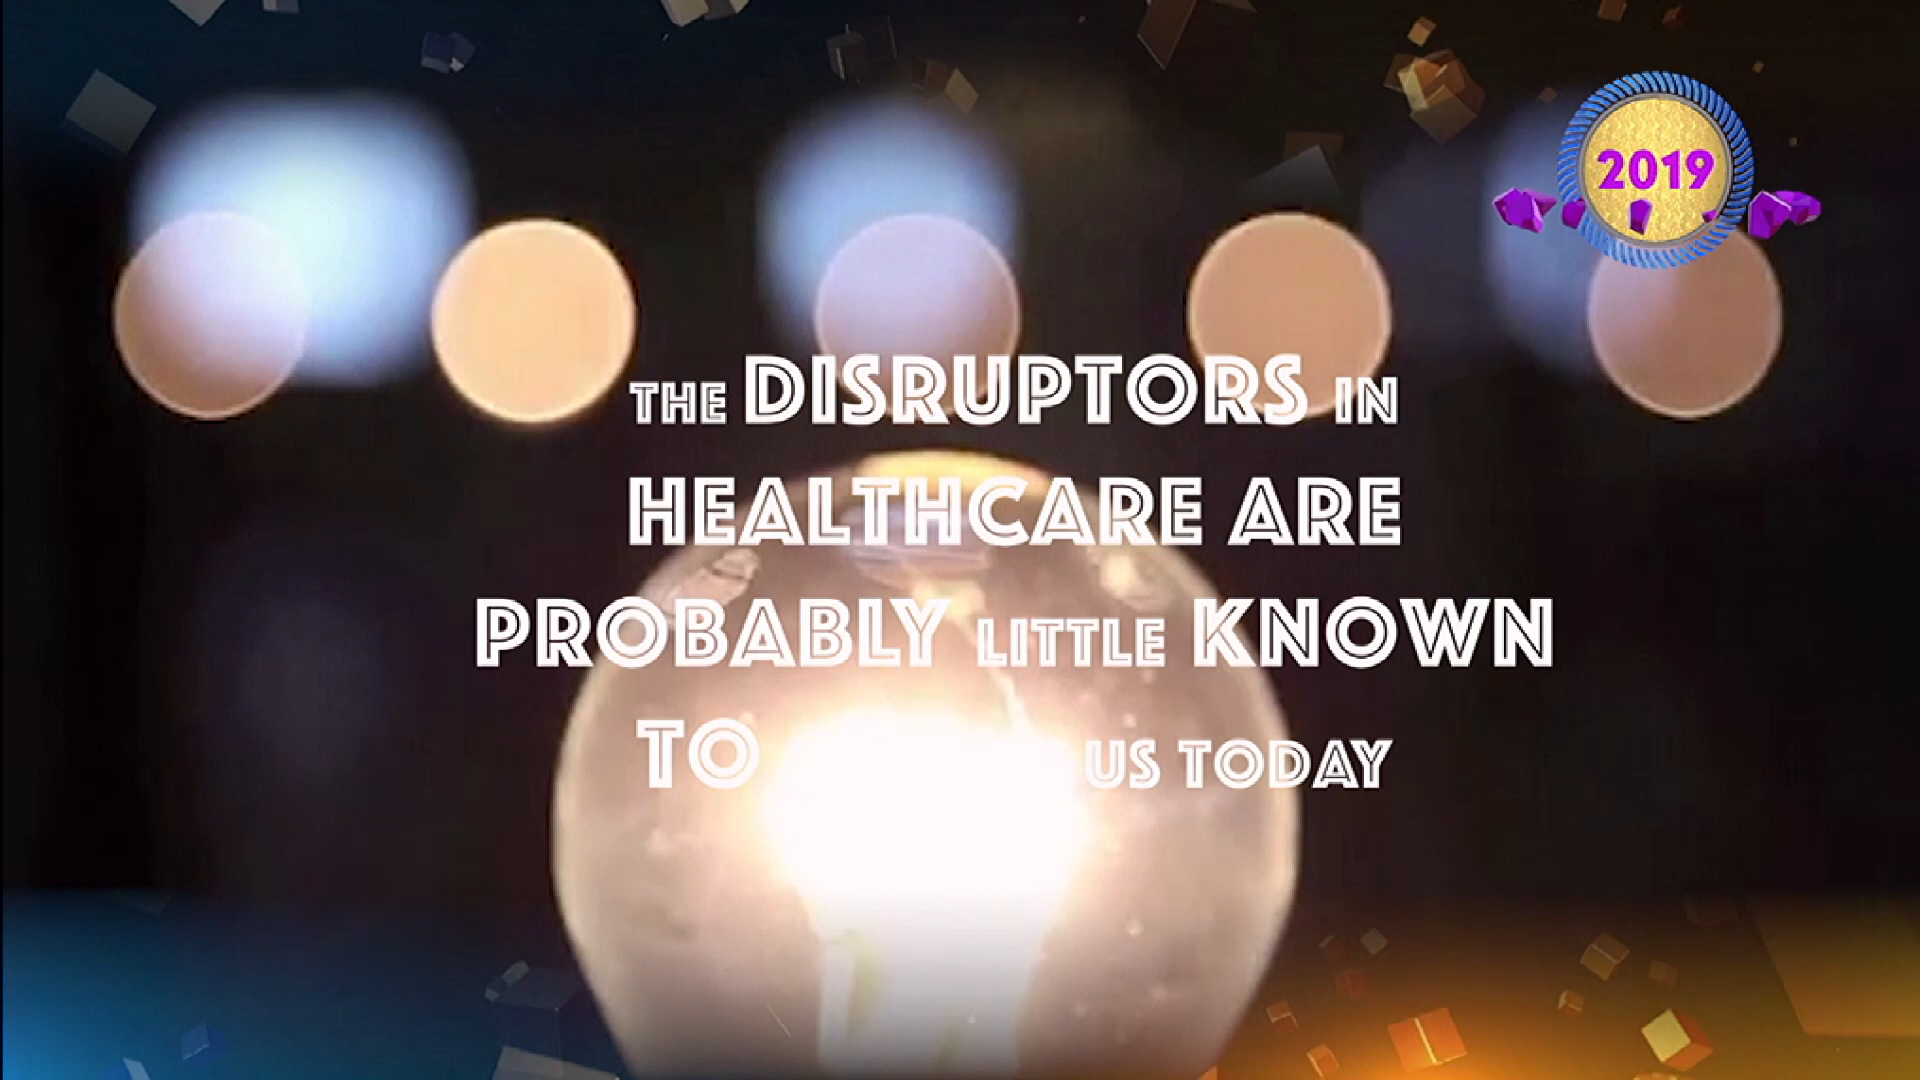 2019
THE DISRUPTORS IN
HEALTHCARE ARE
PROBABLY LITTLE KNOWN
TO US TODAY